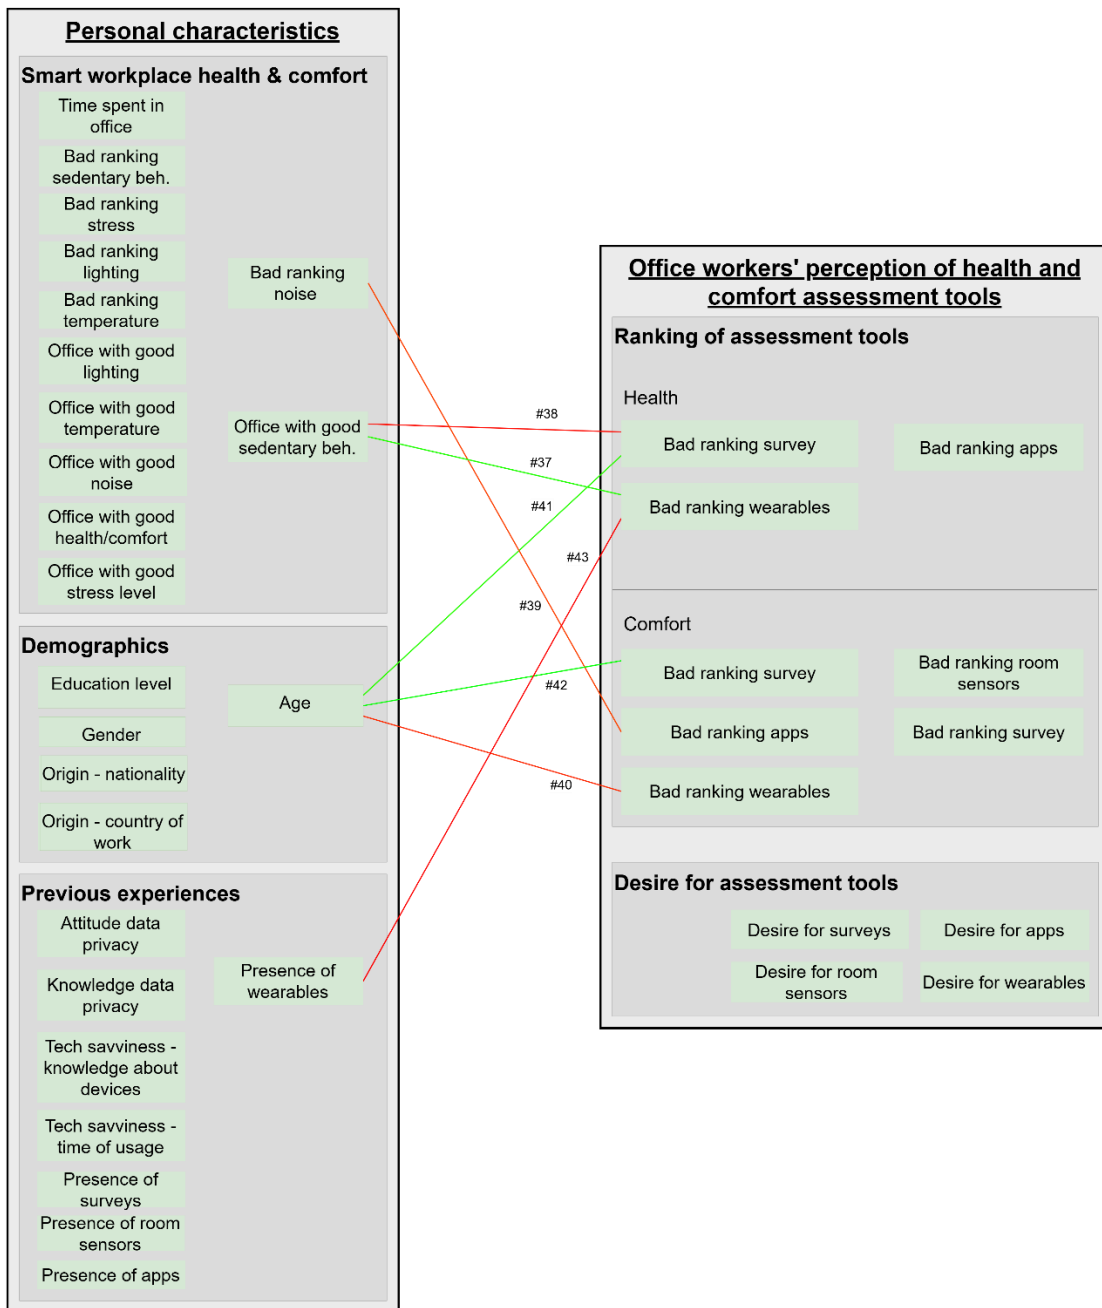 Personal characteristics
Smart workplace health & comfort
Time spent in
office
Bad ranking
sedentary beh.
Bad ranking
stress
Bad ranking
lighting
Bad ranking
temperature
Office with good
lighting
Office with good
temperature
Office with good
noise
Office with good
health/comfort
Office with good
stress level
Bad ranking
noise
Office with good
sedentary beh.
Demographics
Education level
Gender
Origin - nationality
Origin - country of
work
Age
Previous experiences
Attitude data
privacy
Knowledge data
privacy
Tech savviness -
knowledge about
devices
Tech savviness -
time of usage
Presence of
surveys
Presence of room
sensors
Presence of apps
Presence of
wearables
#38
#37
#41
#43
#39
#42
#40
Office workers' perception of health and
comfort assessment tools
Ranking of assessment tools
Health
Bad ranking survey
Bad ranking apps
Bad ranking wearables
Comfort
Bad ranking survey
Bad ranking room
sensors
Bad ranking apps
Bad ranking survey
Bad ranking wearables
Desire for assessment tools
Desire for surveys
Desire for apps
Desire for room
sensors
Desire for wearables